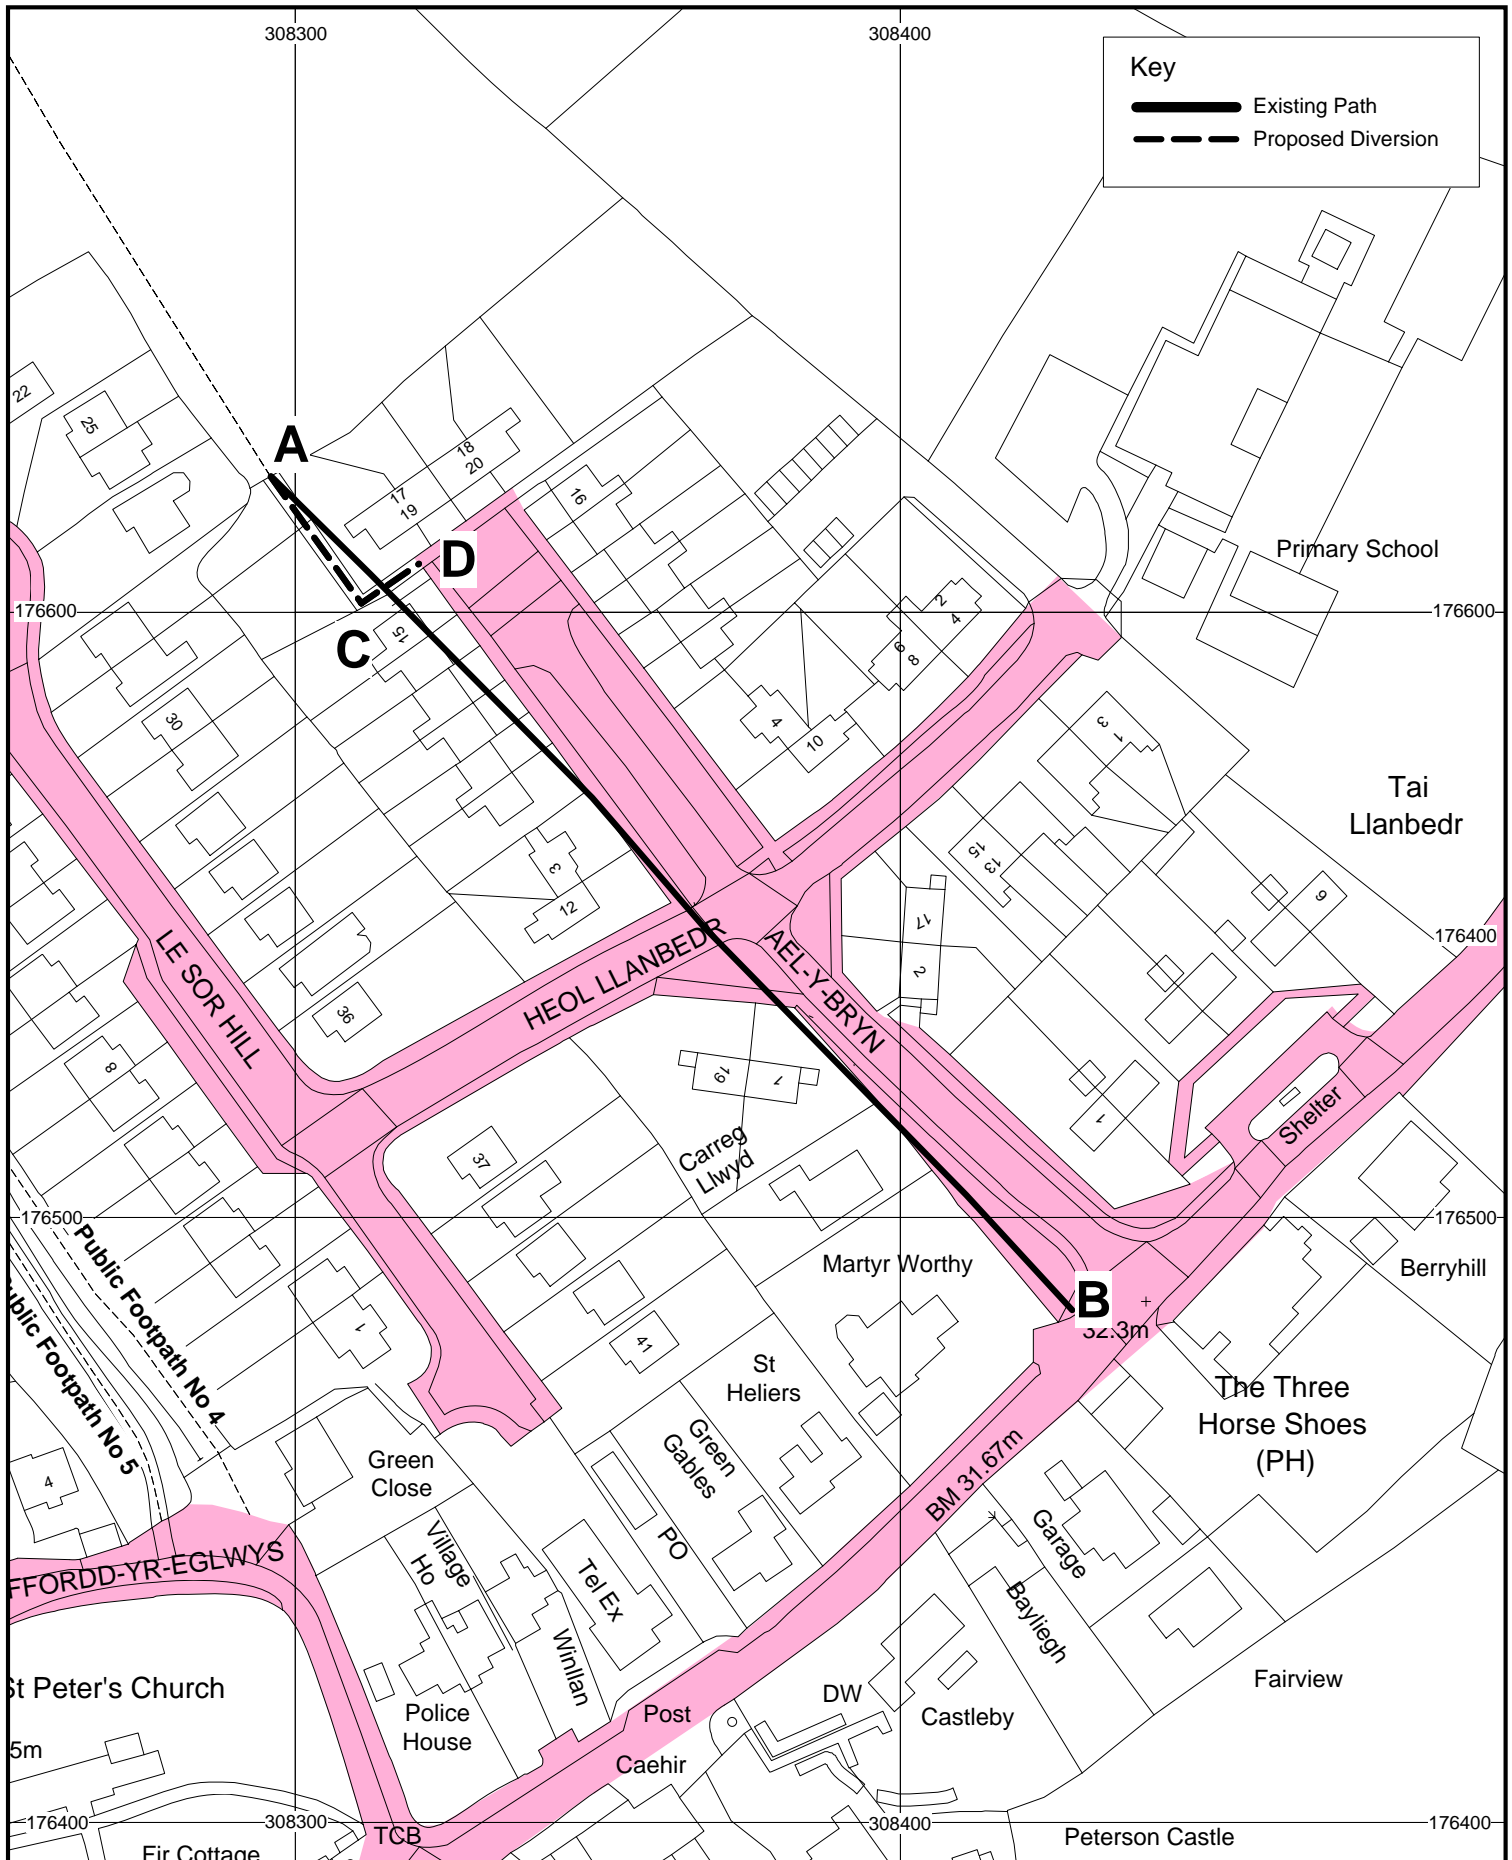 308300
308400
Key
Existing Path
Proposed Diversion
22
25
A
18
20
17
19
16
D
Primary School
176600
176600
C
15
2
4
6
8
30
4
10
3
1
Tai
Llanbedr
3
12
15
13
17
2
9
176400
LE SOR HILL
HEOL LLANBEDR
AEL-Y-BRYN
36
8
19
1
1
Shelter
37
Carreg
Llwyd
176500
176500
Public Footpath No 4
Public Footpath No 5
Martyr Worthy
Berryhill
B
32.3m
1
41
St
Heliers
The Three
Horse Shoes
(PH)
Green
Gables
Green
Close
4
BM 31.67m
Garage
PO
Village
Ho
Tel Ex
FFORDD-YR-EGLWYS
Bayliegh
Winllan
St Peter's Church
Fairview
Police
House
Post
DW
Castleby
5m
Caehir
176400
308300
308400
176400
TCB
Peterson Castle
Fir Cottage